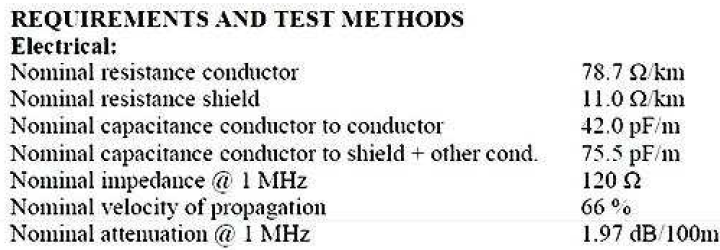 REQUIREMENTS AND TEST METHODS
Electrical:
Nominal resistance conductor 78.7 Ω/km
Nominal resistance shield 11.0 Ω/km
Nominal capacitance conductor to conductor 42.0 pF/m
Nominal capacitance conductor to shield + other cond. 75.5 pF/m
Nominal impedance @ 1 MHz 120 Ω
Nominal velocity of propagation 66 %
Nominal attenuation @ 1 MHz 1.97 dB/100m